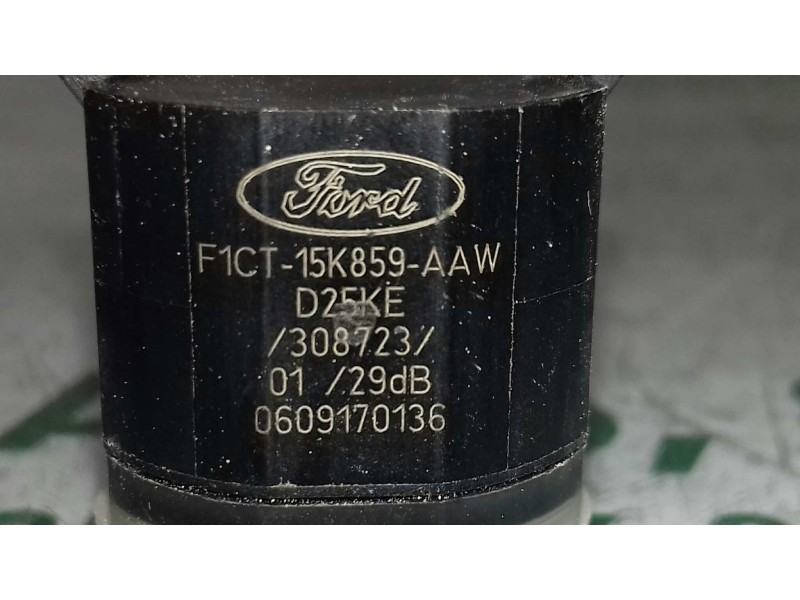 Ford
F1CT-15K859-AAW
D25KE
/308723/
01 /29dB
0609170136